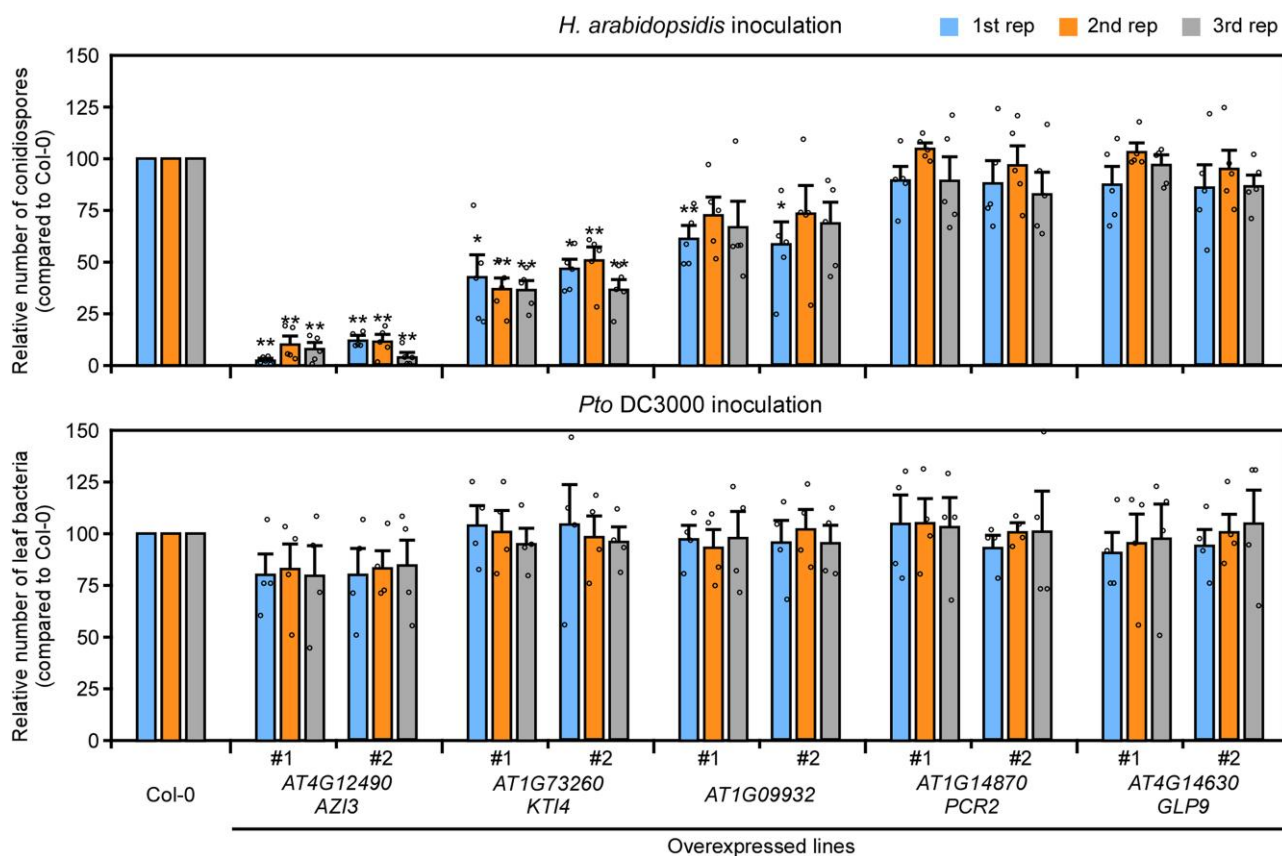 H. arabidopsidis inoculation
1st rep 2nd rep 3rd rep
Relative number of conidiospores
(compared to Col-0)
150
125
100
75
50
25
0
** ** ** ** ** ** * ** ** * ** ** ** *
Pto DC3000 inoculation
Relative number of leaf bacteria
(compared to Col-0)
150
125
100
75
50
25
0
#1 #2 #1 #2 #1 #2 #1 #2 #1 #2
Col-0
AT4G12490
AZI3
AT1G73260
KTI4
AT1G09932
AT1G14870
PCR2
AT4G14630
GLP9
Overexpressed lines